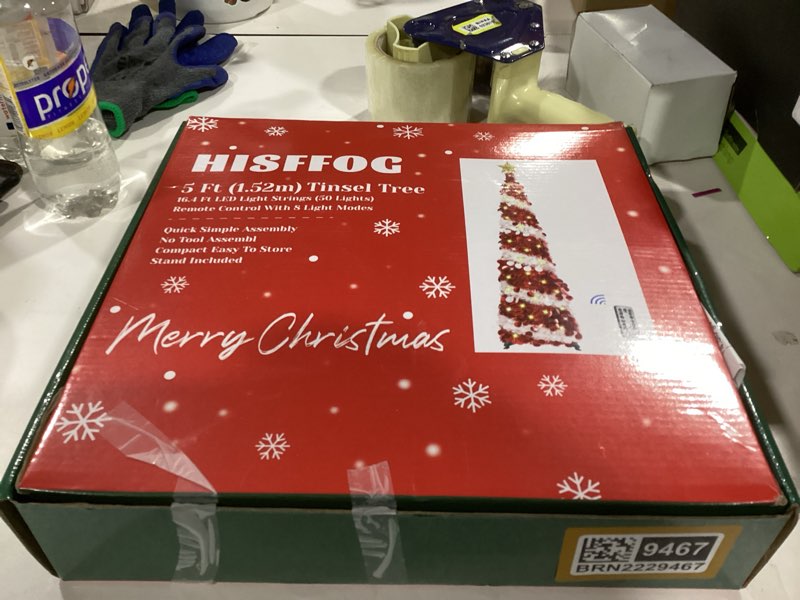 prop
HISFFOG
5 Ft (1.52m) Tinsel Tree
16.4 Ft LED Light Strings (50 Lights)
Remote Control With 8 Light Modes
Quick Simple Assembly
No Tool Assembl
Compact Easy To Store
Stand Included
Merry Christmas
9467
BRN2229467